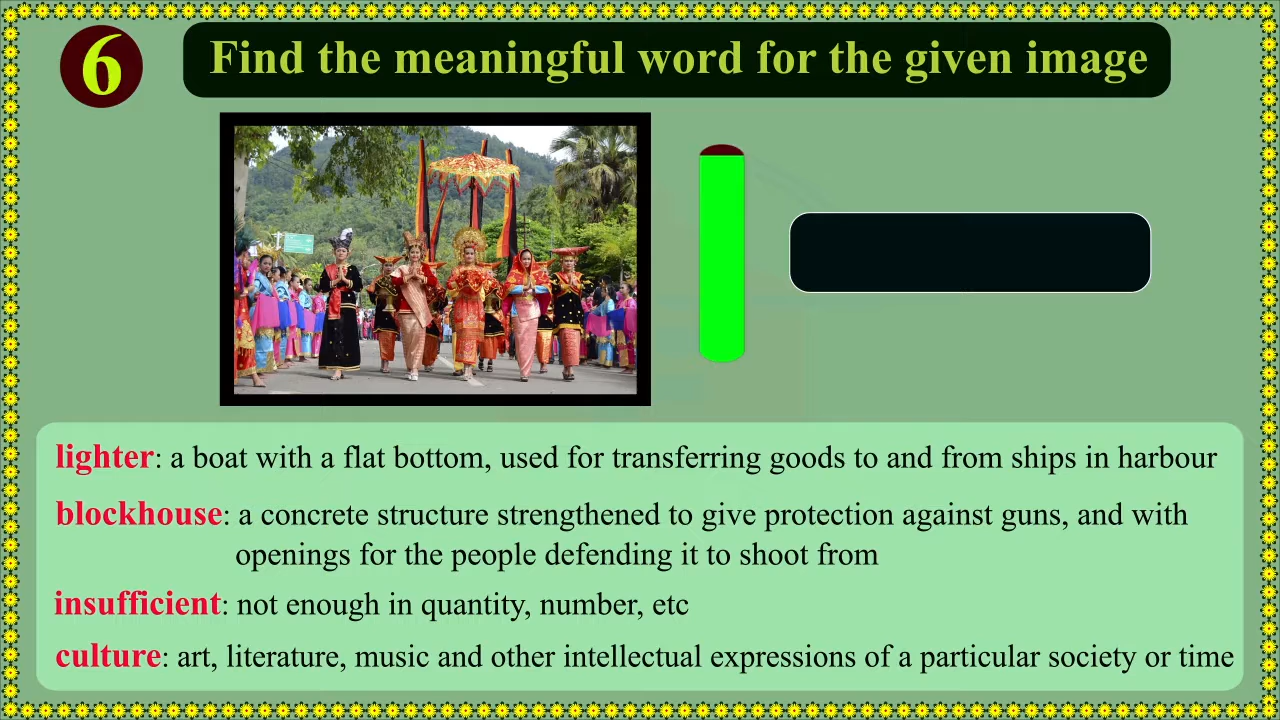 6
Find the meaningful word for the given image
lighter: a boat with a flat bottom, used for transferring goods to and from ships in harbour
blockhouse: a concrete structure strengthened to give protection against guns, and with
openings for the people defending it to shoot from
insufficient: not enough in quantity, number, etc
culture: art, literature, music and other intellectual expressions of a particular society or time